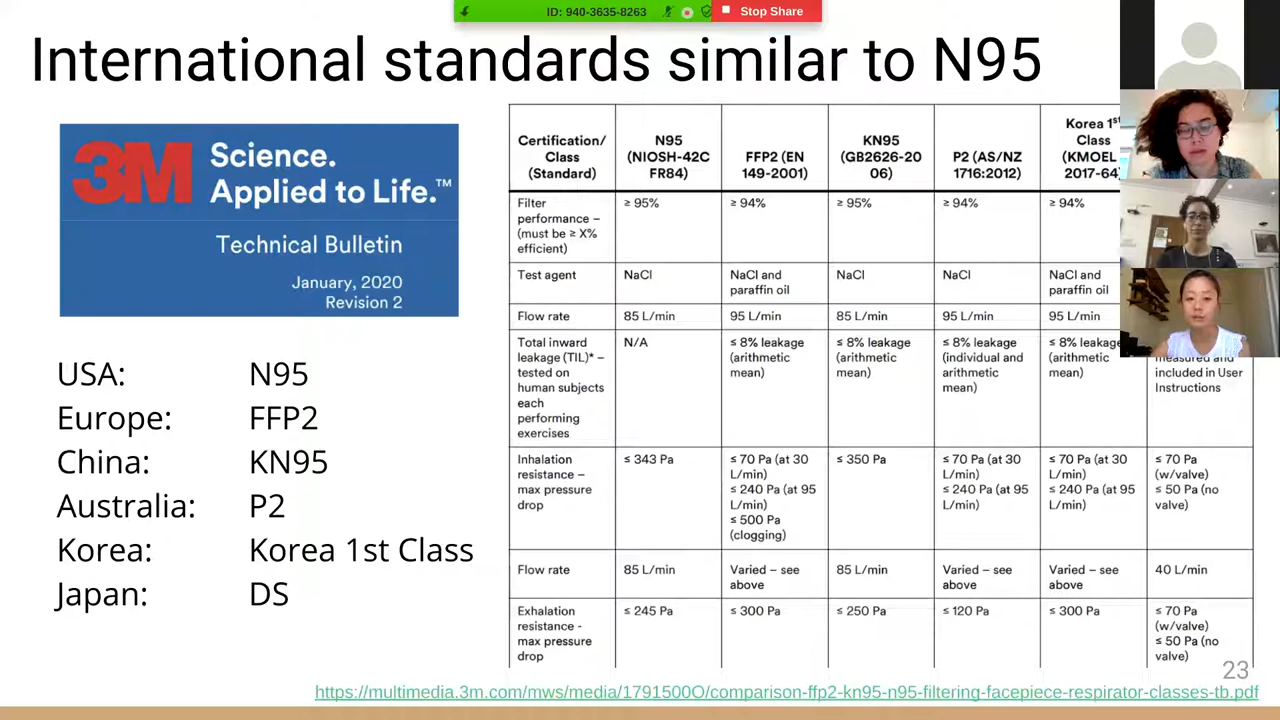 ID: 940-3635-8263
Stop Share
International standards similar to N95
3M
Science.
Applied to Life.™
Technical Bulletin
January, 2020
Revision 2
USA: N95
Europe: FFP2
China: KN95
Australia: P2
Korea: Korea 1st Class
Japan: DS
Certification/
Class
(Standard)
N95
(NIOSH-42C
FR84)
FFP2 (EN
149-2001)
KN95
(GB2626-20
06)
P2 (AS/NZ
1716:2012)
Korea 1st
Class
(KMOEL
2017-64)
Filter
performance –
(must be ≥ X%
efficient)
≥ 95%
≥ 94%
≥ 95%
≥ 94%
≥ 94%
Test agent
NaCl
NaCl and
paraffin oil
NaCl
NaCl
NaCl and
paraffin oil
Flow rate
85 L/min
95 L/min
85 L/min
95 L/min
95 L/min
Total inward
leakage (TIL)* –
tested on
human subjects
each
performing
exercises
N/A
≤ 8% leakage
(arithmetic
mean)
≤ 8% leakage
(arithmetic
mean)
≤ 8% leakage
(individual and
arithmetic
mean)
≤ 8% leakage
(arithmetic
mean)
measured and
included in User
Instructions
Inhalation
resistance –
max pressure
drop
≤ 343 Pa
≤ 70 Pa (at 30
L/min)
≤ 240 Pa (at 95
L/min)
≤ 500 Pa
(clogging)
≤ 350 Pa
≤ 70 Pa (at 30
L/min)
≤ 240 Pa (at 95
L/min)
≤ 70 Pa (at 30
L/min)
≤ 240 Pa (at 95
L/min)
≤ 70 Pa
(w/valve)
≤ 50 Pa (no
valve)
Flow rate
85 L/min
Varied – see
above
85 L/min
Varied – see
above
Varied – see
above
40 L/min
Exhalation
resistance -
max pressure
drop
≤ 245 Pa
≤ 300 Pa
≤ 250 Pa
≤ 120 Pa
≤ 300 Pa
≤ 70 Pa
(w/valve)
≤ 50 Pa (no
valve)
23
https://multimedia.3m.com/mws/media/1791500O/comparison-ffp2-kn95-n95-filtering-facepiece-respirator-classes-tb.pdf